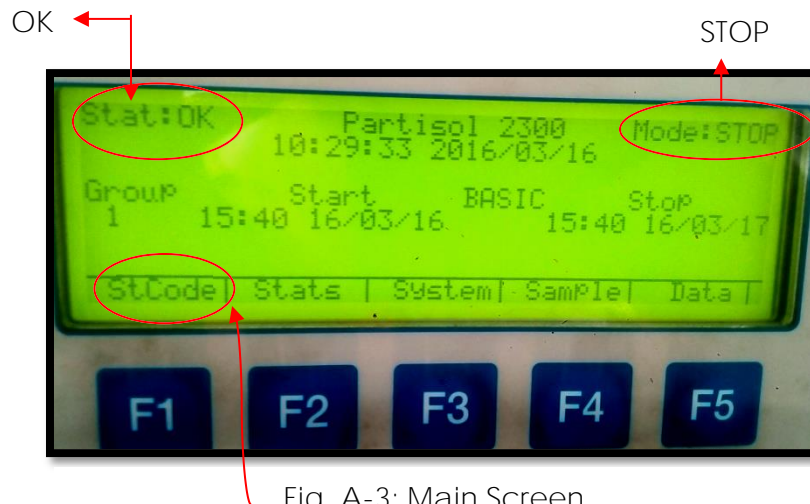 OK
STOP
Stat:OK Partisol 2300 Mode:STOP
10:29:33 2016/03/16
Group Start BASIC Stop
1 15:40 16/03/16 15:40 16/03/17
StCode| Stats | System| Sample| Data |
F1 F2 F3 F4 F5
Fig. A-3: Main Screen